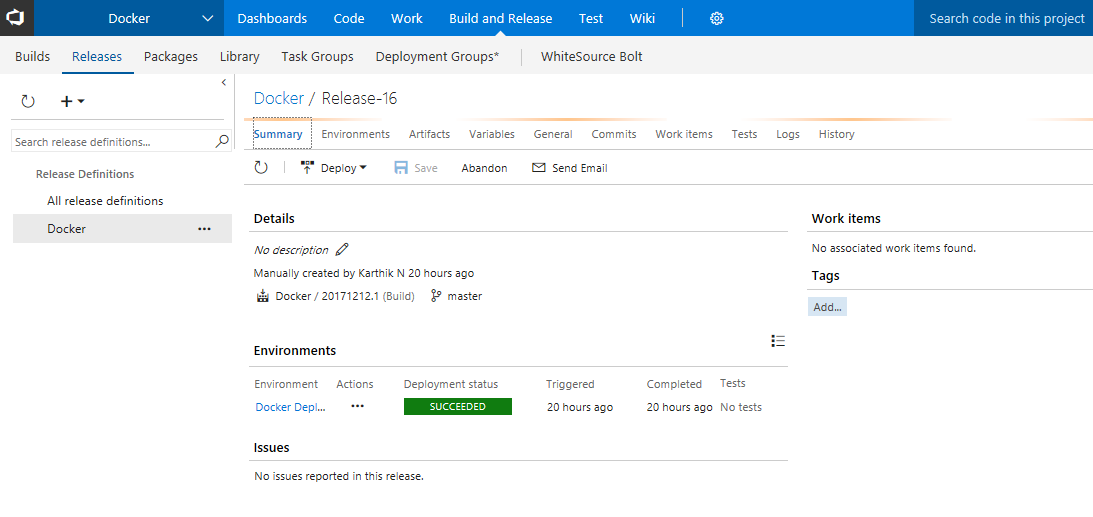 Docker
Dashboards Code Work Build and Release Test Wiki
Search code in this project
Builds Releases Packages Library Task Groups Deployment Groups* WhiteSource Bolt
Docker / Release-16
Summary Environments Artifacts Variables General Commits Work items Tests Logs History
Search release definitions...
Deploy Save Abandon Send Email
Release Definitions
All release definitions
Docker ...
Details
No description
Manually created by Karthik N 20 hours ago
Docker / 20171212.1 (Build) master
Work items
No associated work items found.
Tags
Add...
Environments
Environment Actions Deployment status Triggered Completed Tests
Docker Depl... ... SUCCEEDED 20 hours ago 20 hours ago No tests
Issues
No issues reported in this release.